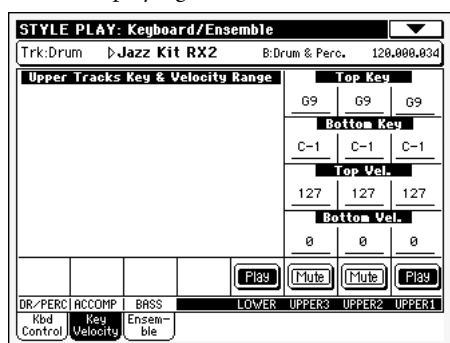 STYLE PLAY: Keyboard/Ensemble
Trk:Drum ▷Jazz Kit RX2 B:Drum & Perc. 120.000.034
Upper Tracks Key & Velocity Range
Top Key
G9 G9 G9
Bottom Key
C-1 C-1 C-1
Top Vel.
127 127 127
Bottom Vel.
0 0 0
Play Mute Mute Play
DR/PERC ACCOMP BASS LOWER UPPER3 UPPER2 UPPER1
Kbd Control
Key Velocity
Ensem-ble